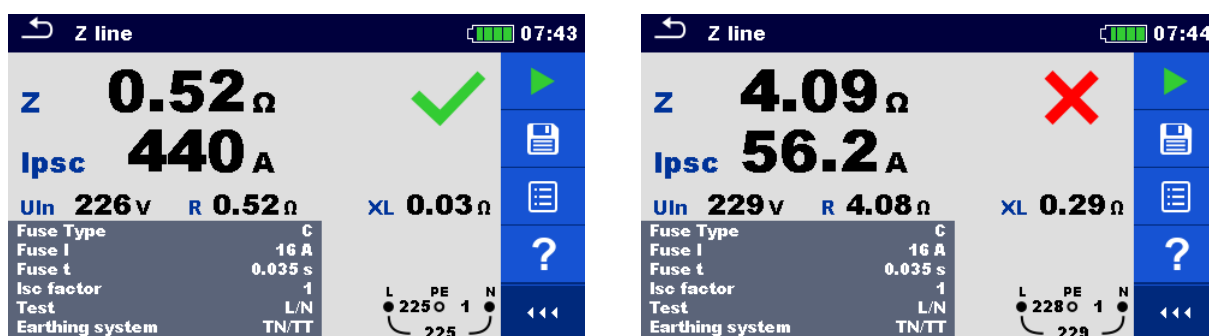 Z line 07:43
Z 0.52 Ω
Ipsc 440 A
Uln 226 V R 0.52 Ω XL 0.03 Ω
Fuse Type C
Fuse I 16 A
Fuse t 0.035 s
Isc factor 1
Test L/N
Earthing system TN/TT
?
L PE N
225 1
225
Z line 07:44
Z 4.09 Ω
Ipsc 56.2 A
Uln 229 V R 4.08 Ω XL 0.29 Ω
Fuse Type C
Fuse I 16 A
Fuse t 0.035 s
Isc factor 1
Test L/N
Earthing system TN/TT
?
L PE N
228 1
229